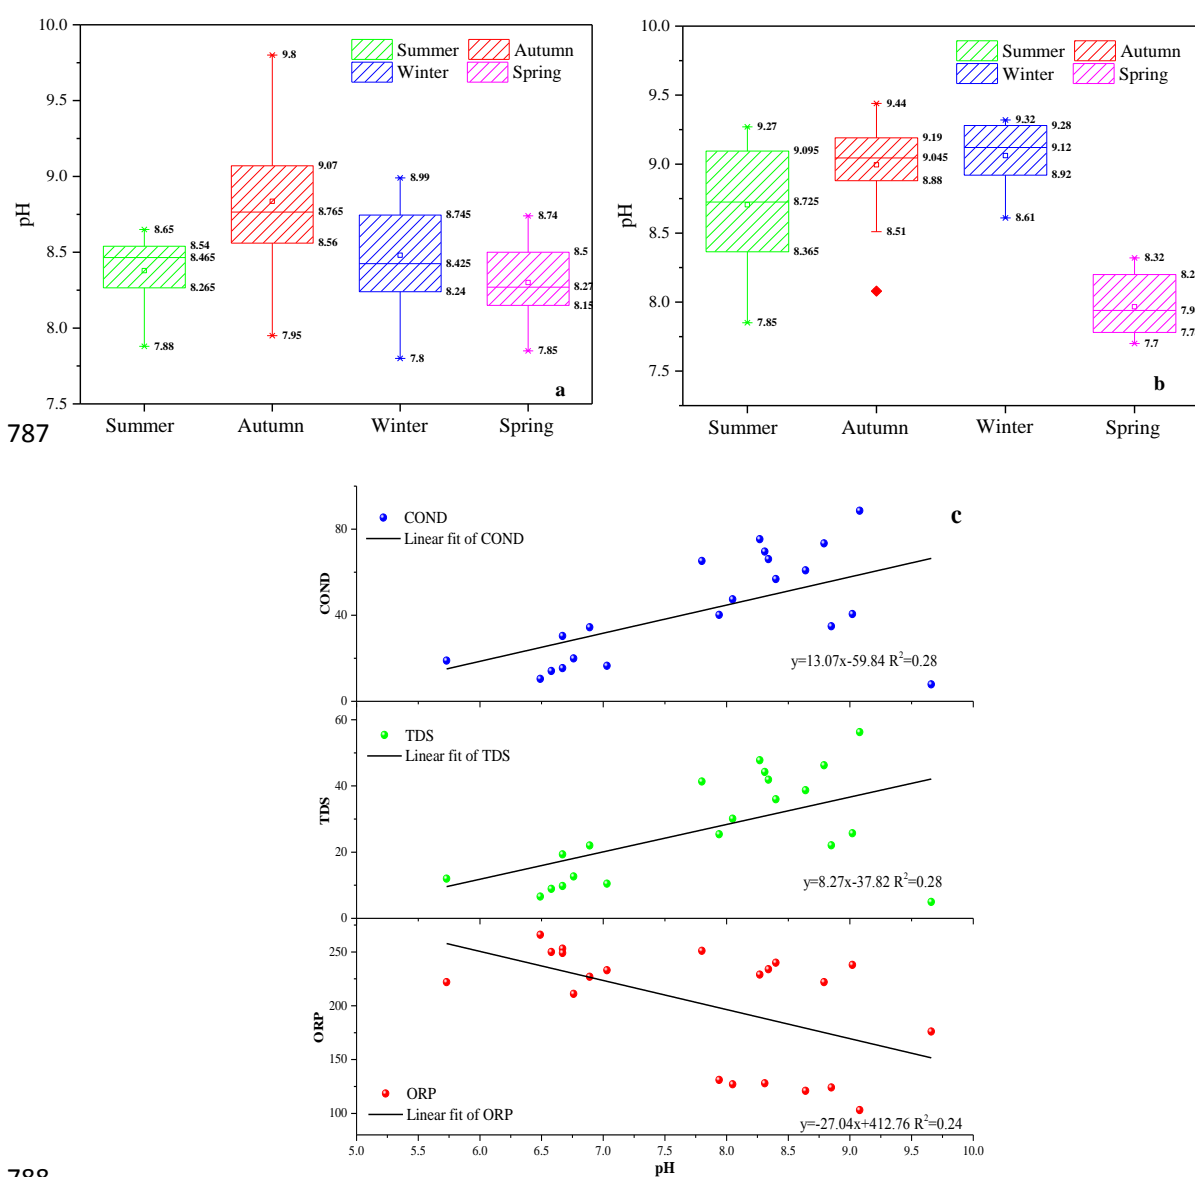 10.0
9.5
9.0
8.5
8.0
7.5
pH
Summer Autumn
Winter Spring
8.65
8.54
8.465
8.265
7.88
9.8
9.07
8.765
8.56
7.95
8.99
8.745
8.425
8.24
7.8
8.74
8.5
8.27
8.15
7.85
a
Summer Autumn Winter Spring
787
10.0
9.5
9.0
8.5
8.0
7.5
pH
Summer Autumn
Winter Spring
9.27
9.095
8.725
8.365
7.85
9.44
9.19
9.045
8.88
8.51
9.32
9.28
9.12
8.92
8.61
8.32
8.2
7.9
7.7
7.7
b
Summer Autumn Winter Spring
c
COND
Linear fit of COND
80
40
0
COND
y=13.07x-59.84 R²=0.28
TDS
Linear fit of TDS
60
40
20
0
TDS
y=8.27x-37.82 R²=0.28
250
200
150
100
ORP
ORP
Linear fit of ORP
y=-27.04x+412.76 R²=0.24
5.0 5.5 6.0 6.5 7.0 7.5 8.0 8.5 9.0 9.5 10.0
pH
788